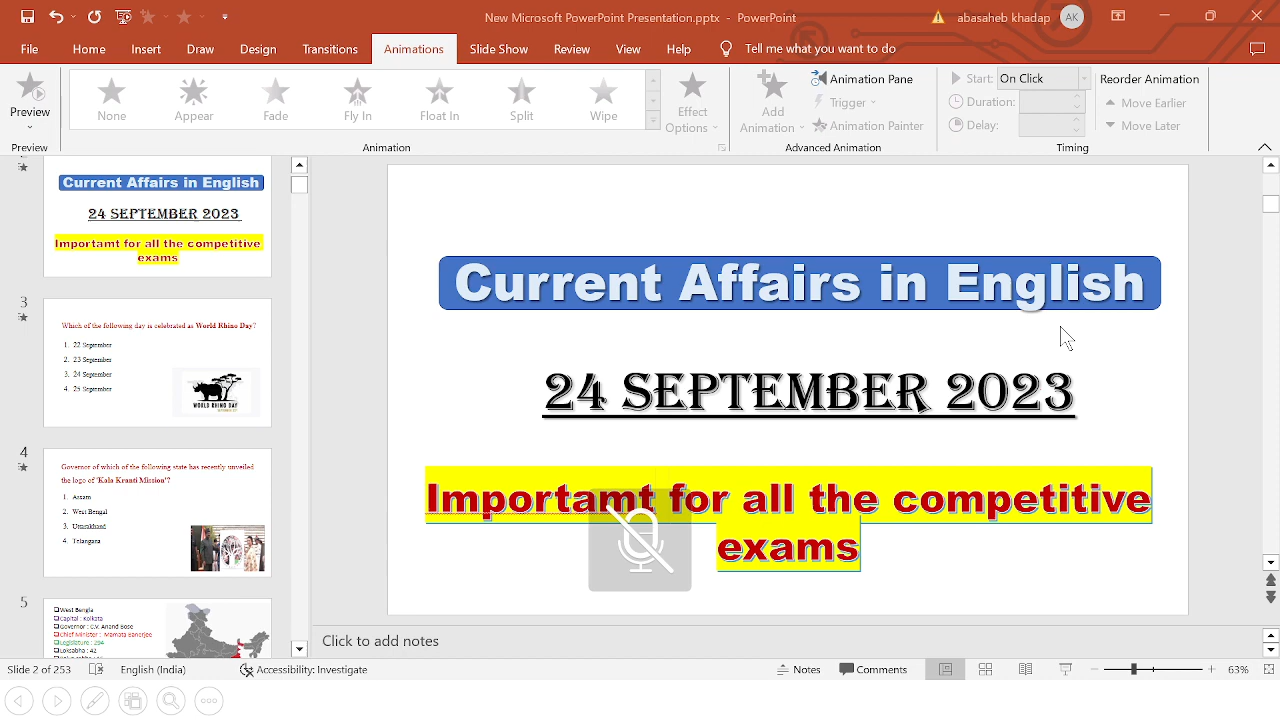 New Microsoft PowerPoint Presentation.pptx - PowerPoint
abasaheb khadap
AK
File Home Insert Draw Design Transitions Animations Slide Show Review View Help Tell me what you want to do
Preview
None Appear Fade Fly In Float In Split Wipe
Effect Options
Add Animation
Animation Pane
Trigger
Animation Painter
Start: On Click
Duration:
Delay:
Reorder Animation
Move Earlier
Move Later
Preview Animation Advanced Animation Timing
Current Affairs in English
24 SEPTEMBER 2023
Importamt for all the competitive
exams
3
Which of the following day is celebrated as World Rhino Day?
1. 22 September
2. 23 September
3. 24 September
4. 25 September
WORLD RHINO DAY
4
Governor of which of the following state has recently unveiled
the logo of 'Kala Kranti Mission'?
1. Assam
2. West Bengal
3. Uttarakhand
4. Telangana
5
West Bengla
Capital : Kolkata
Governor : C.V. Anand Bose
Chief Minister : Mamata Banerjee
Legislature : 294
Loksabha : 42
Current Affairs in English
24 SEPTEMBER 2023
Importamt for all the competitive
exams
Click to add notes
Slide 2 of 253 English (India) Accessibility: Investigate Notes Comments 63%